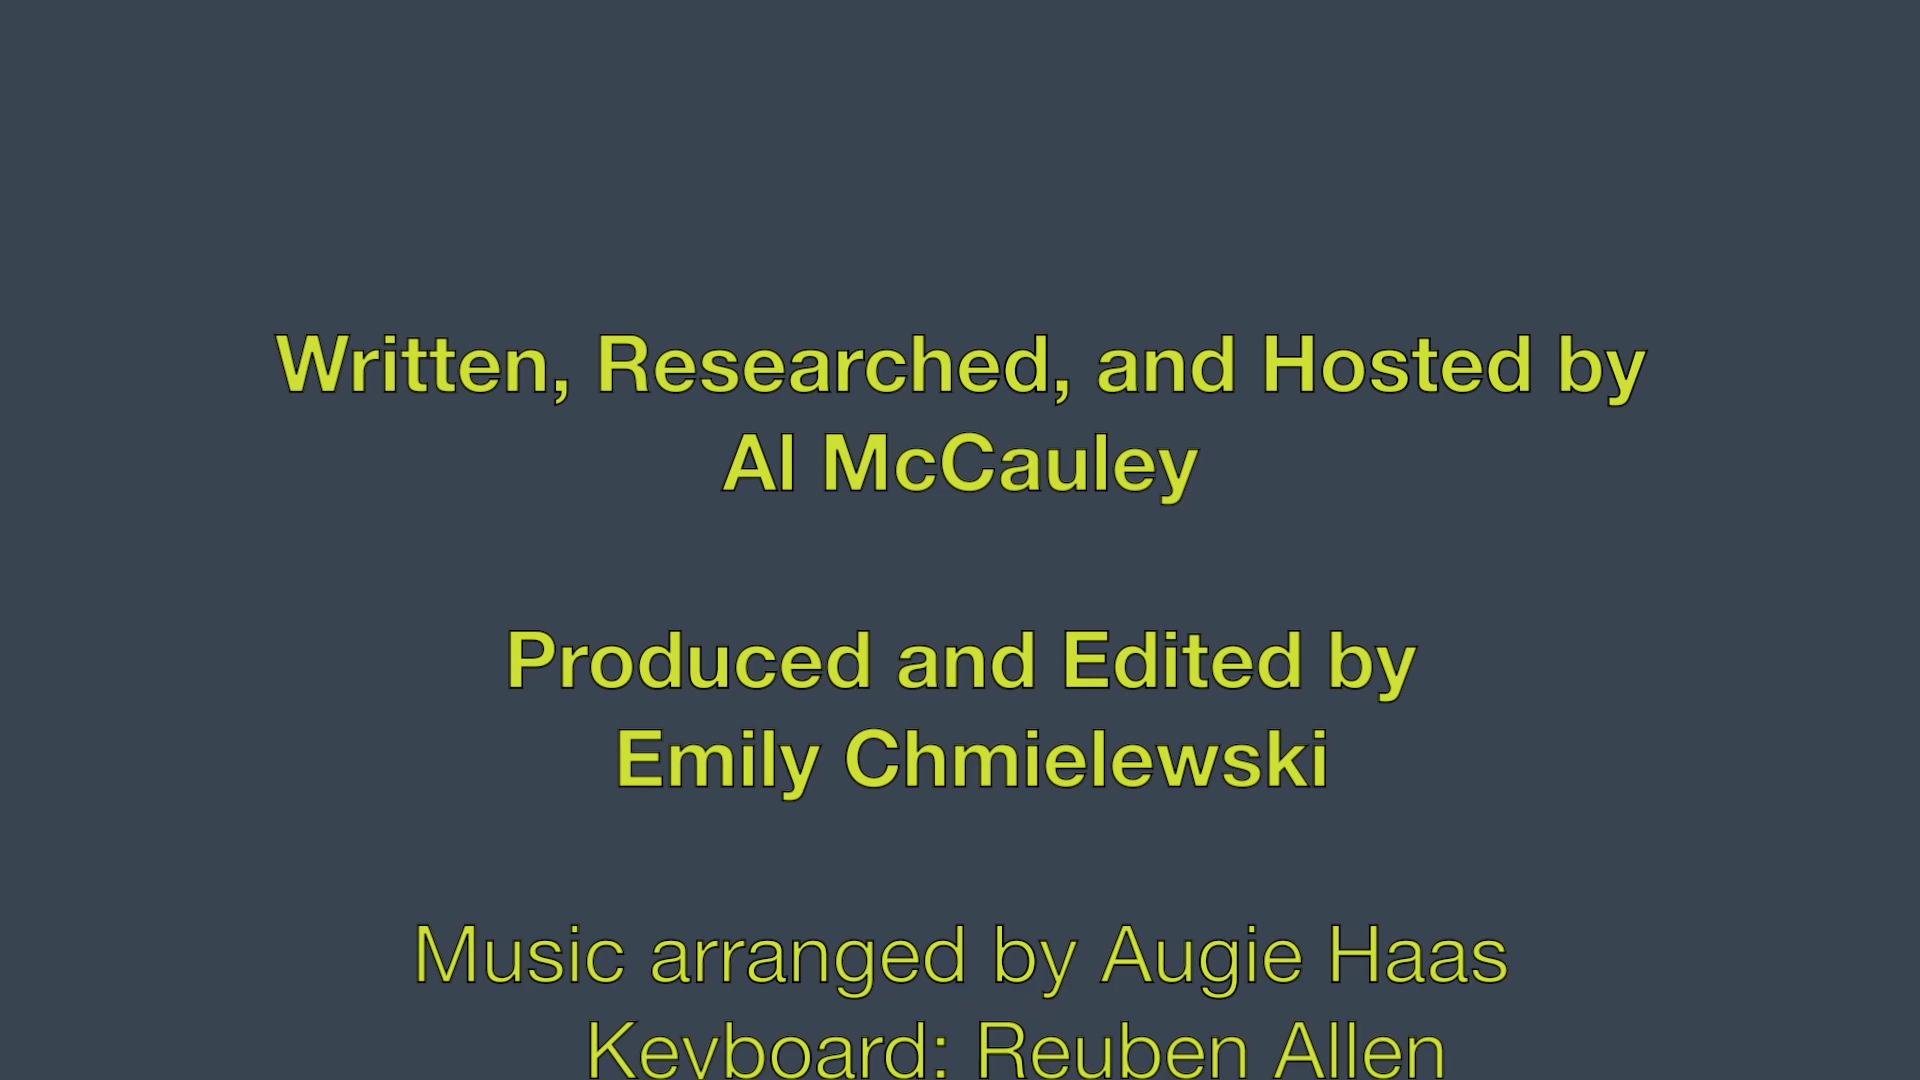 Written, Researched, and Hosted by
Al McCauley
Produced and Edited by
Emily Chmielewski
Music arranged by Augie Haas
Keyboard: Reuben Allen